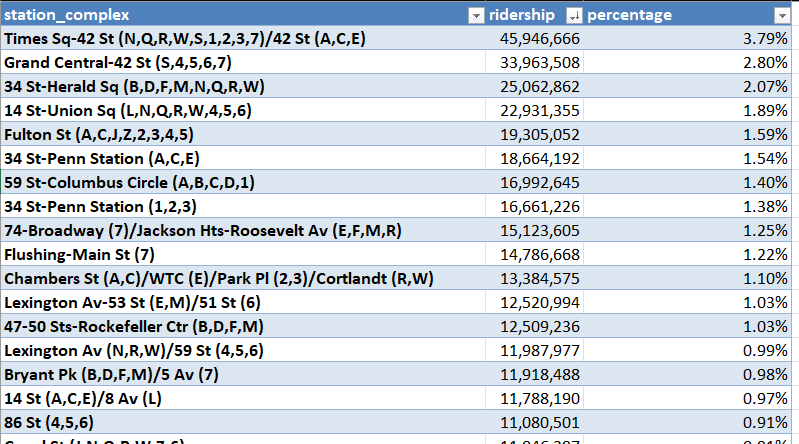 station_complex ridership percentage
Times Sq-42 St (N,Q,R,W,S,1,2,3,7)/42 St (A,C,E) 45,946,666 3.79%
Grand Central-42 St (S,4,5,6,7) 33,963,508 2.80%
34 St-Herald Sq (B,D,F,M,N,Q,R,W) 25,062,862 2.07%
14 St-Union Sq (L,N,Q,R,W,4,5,6) 22,931,355 1.89%
Fulton St (A,C,J,Z,2,3,4,5) 19,305,052 1.59%
34 St-Penn Station (A,C,E) 18,664,192 1.54%
59 St-Columbus Circle (A,B,C,D,1) 16,992,645 1.40%
34 St-Penn Station (1,2,3) 16,661,226 1.38%
74-Broadway (7)/Jackson Hts-Roosevelt Av (E,F,M,R) 15,123,605 1.25%
Flushing-Main St (7) 14,786,668 1.22%
Chambers St (A,C)/WTC (E)/Park Pl (2,3)/Cortlandt (R,W) 13,384,575 1.10%
Lexington Av-53 St (E,M)/51 St (6) 12,520,994 1.03%
47-50 Sts-Rockefeller Ctr (B,D,F,M) 12,509,236 1.03%
Lexington Av (N,R,W)/59 St (4,5,6) 11,987,977 0.99%
Bryant Pk (B,D,F,M)/5 Av (7) 11,918,488 0.98%
14 St (A,C,E)/8 Av (L) 11,788,190 0.97%
86 St (4,5,6) 11,080,501 0.91%